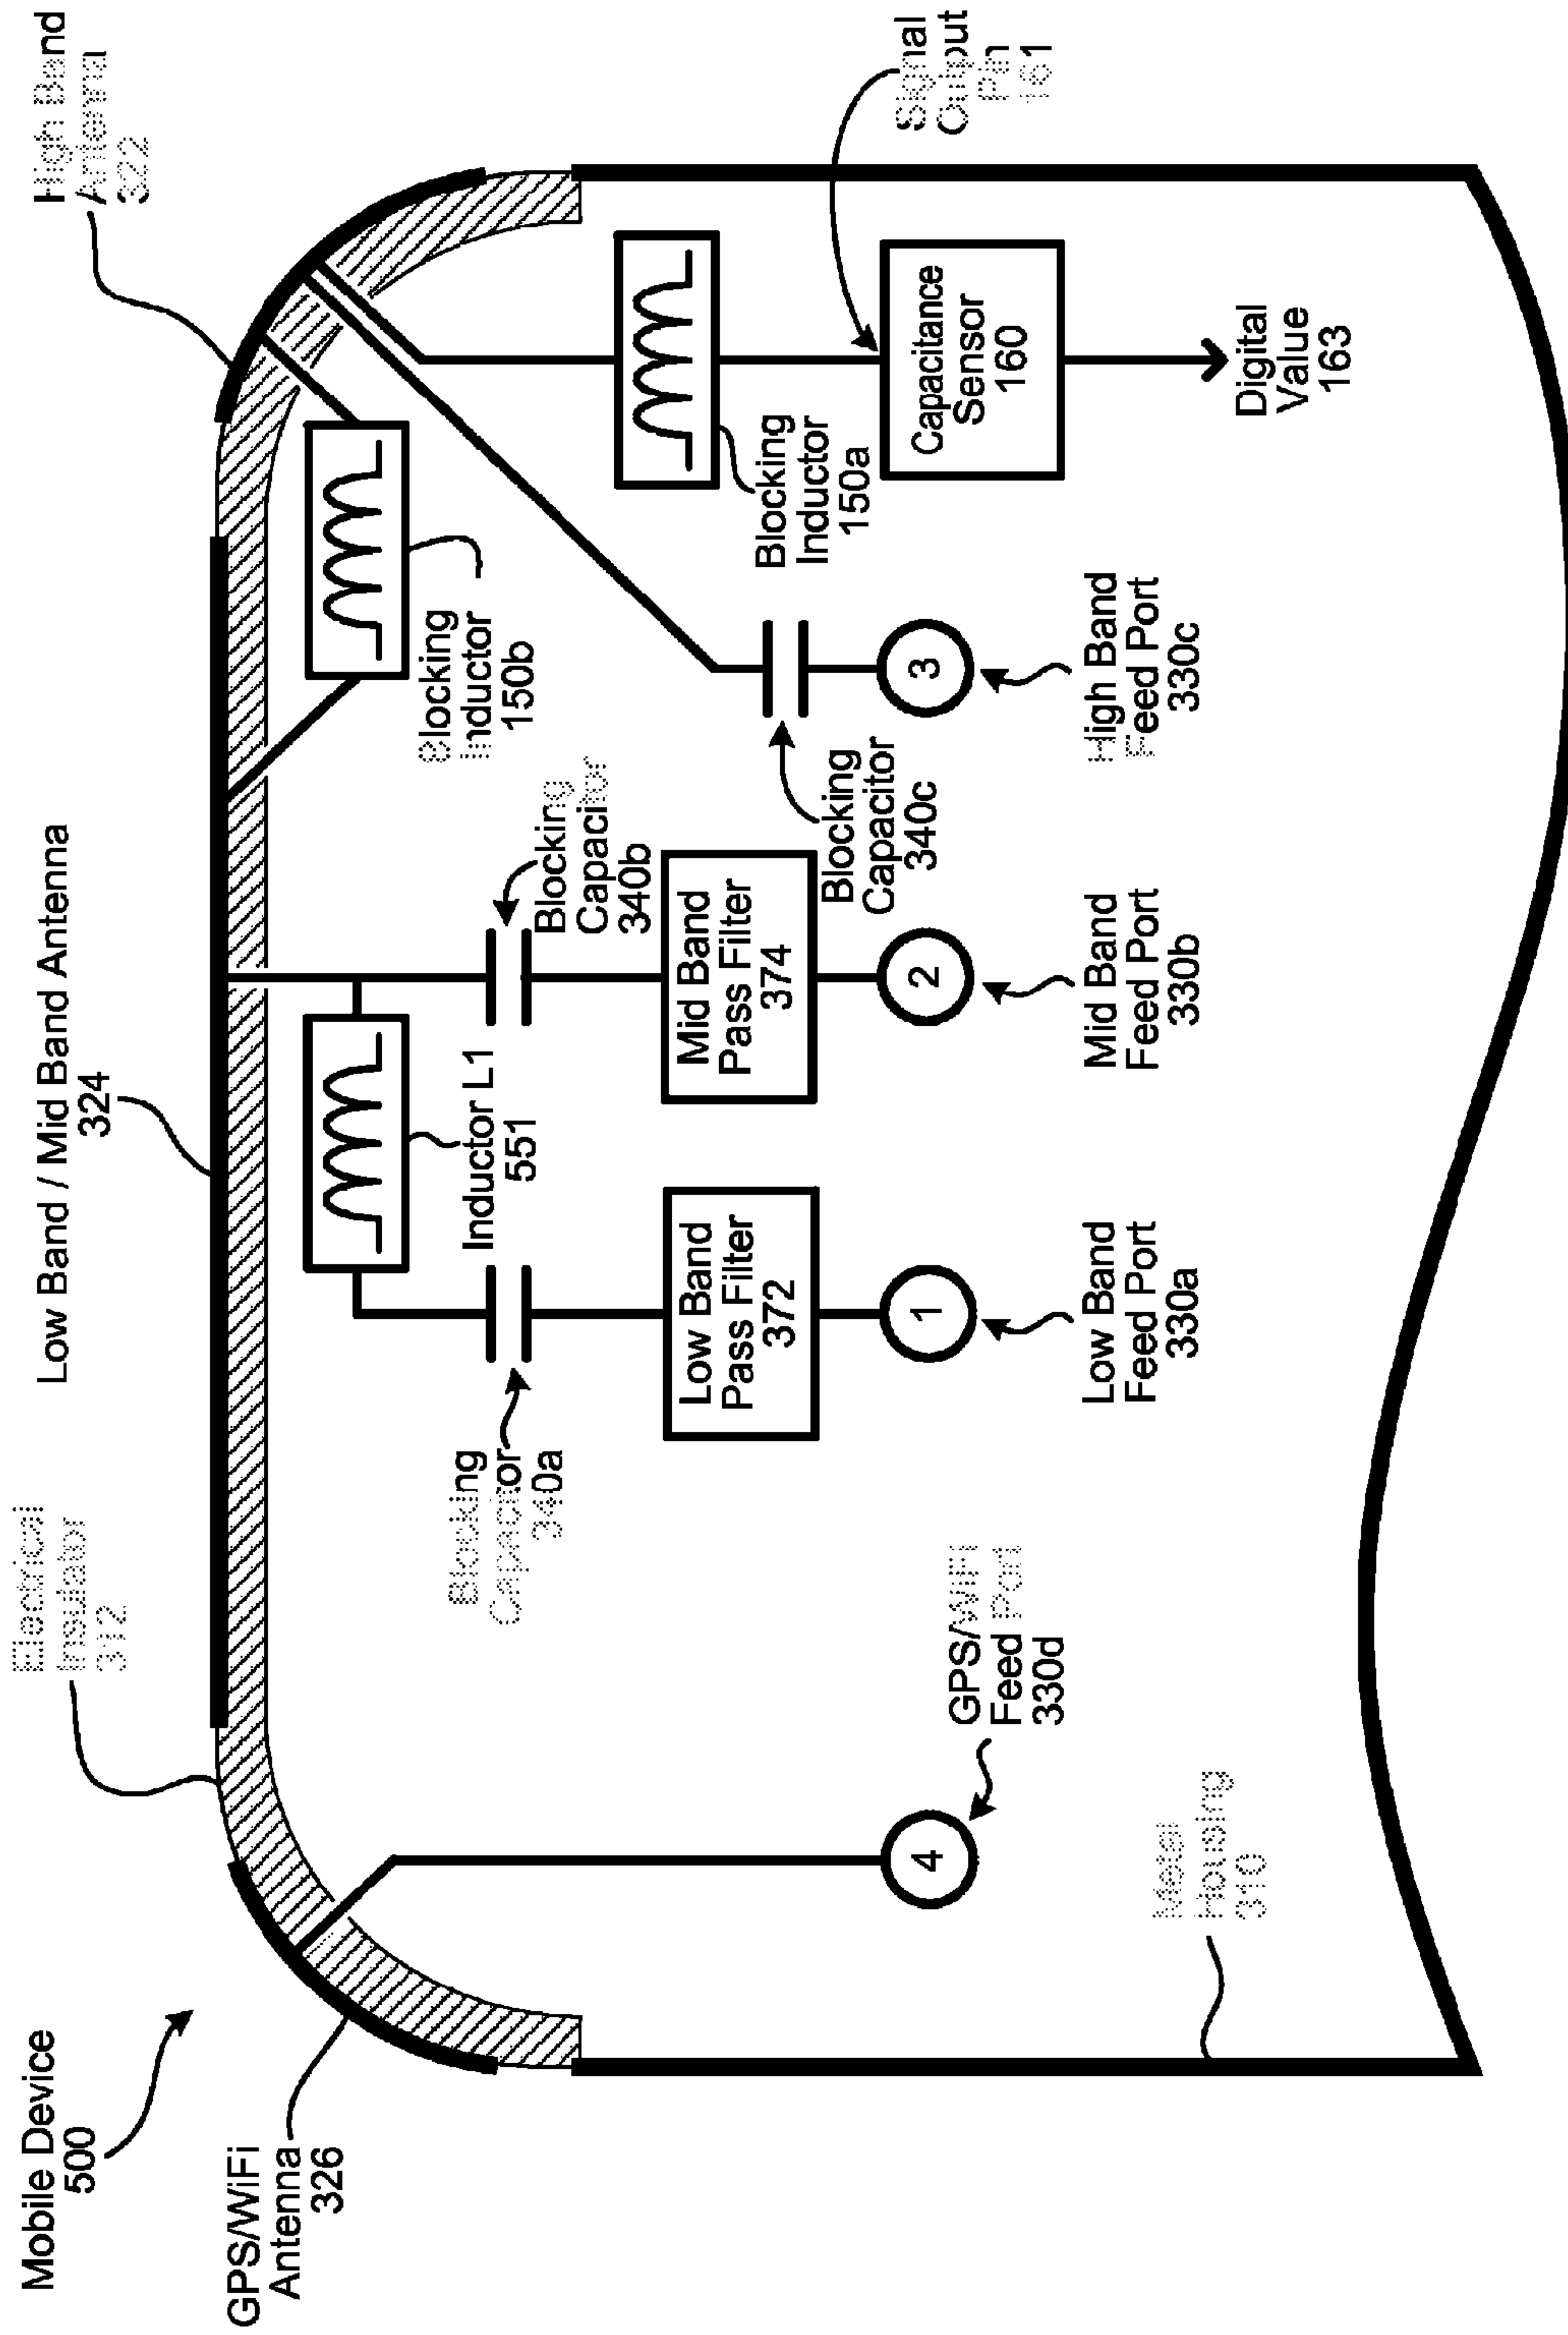 Mobile Device
500
GPS/WiFi
Antenna
326
Electrical
Insulator
312
Low Band / Mid Band Antenna
324
High Band
Antenna
322
Blocking
Inductor
150b
Inductor L1
551
Blocking
Capacitor
340a
Blocking
Capacitor
340b
Low Band
Pass Filter
372
Mid Band
Pass Filter
374
Blocking
Capacitor
340c
Blocking
Inductor
150a
Capacitance
Sensor
160
Signal
Output
Pin
161
4
1
2
3
GPS/WiFi
Feed Port
330d
Low Band
Feed Port
330a
Mid Band
Feed Port
330b
High Band
Feed Port
330c
Digital
Value
163
Metal
Housing
310